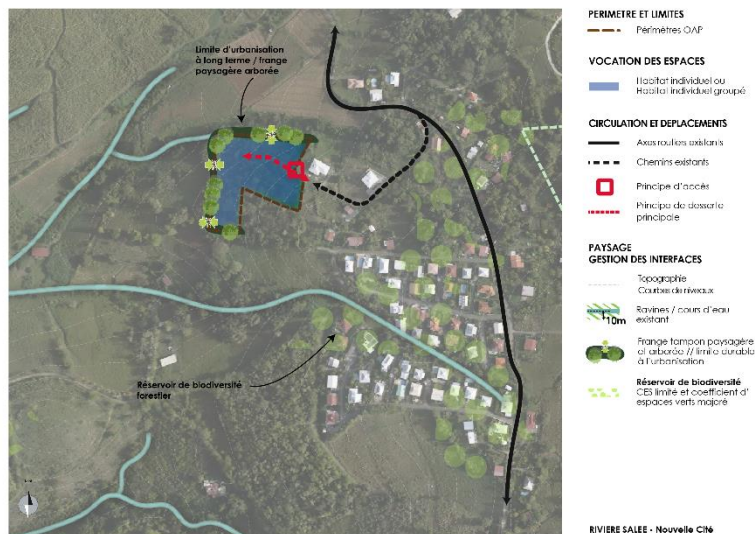 Limite d'urbanisation
à long terme / frange
paysagère arborée
Réservoir de biodiversité
forestier
PERIMETRE ET LIMITES
Périmètres OAP
VOCATION DES ESPACES
Habitat individuel ou
Habitat individuel groupé
CIRCULATION ET DEPLACEMENTS
Axes routiers existants
Chemins existants
Principe d'accès
Principe de desserte
principale
PAYSAGE
GESTION DES INTERFACES
Topographie
Courbes de niveaux
Ravines / cours d'eau
existant
10m
Frange tampon paysagère
et arborée // limite durable
à l'urbanisation
Réservoir de biodiversité
CES limité et coefficient d'
espaces verts majoré
RIVIERE SALEE - Nouvelle Cité